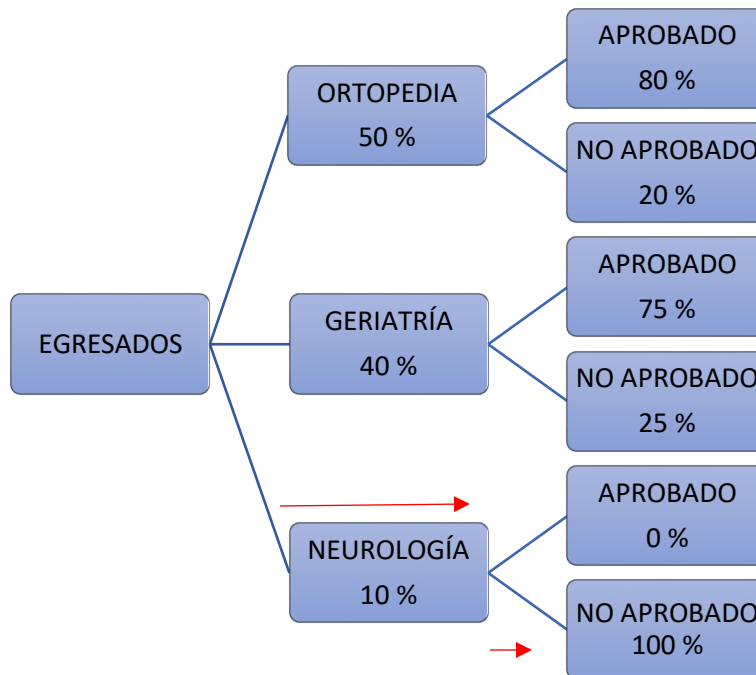 EGRESADOS
ORTOPEDIA
50 %
APROBADO
80 %
NO APROBADO
20 %
GERIATRÍA
40 %
APROBADO
75 %
NO APROBADO
25 %
NEUROLOGÍA
10 %
APROBADO
0 %
NO APROBADO
100 %